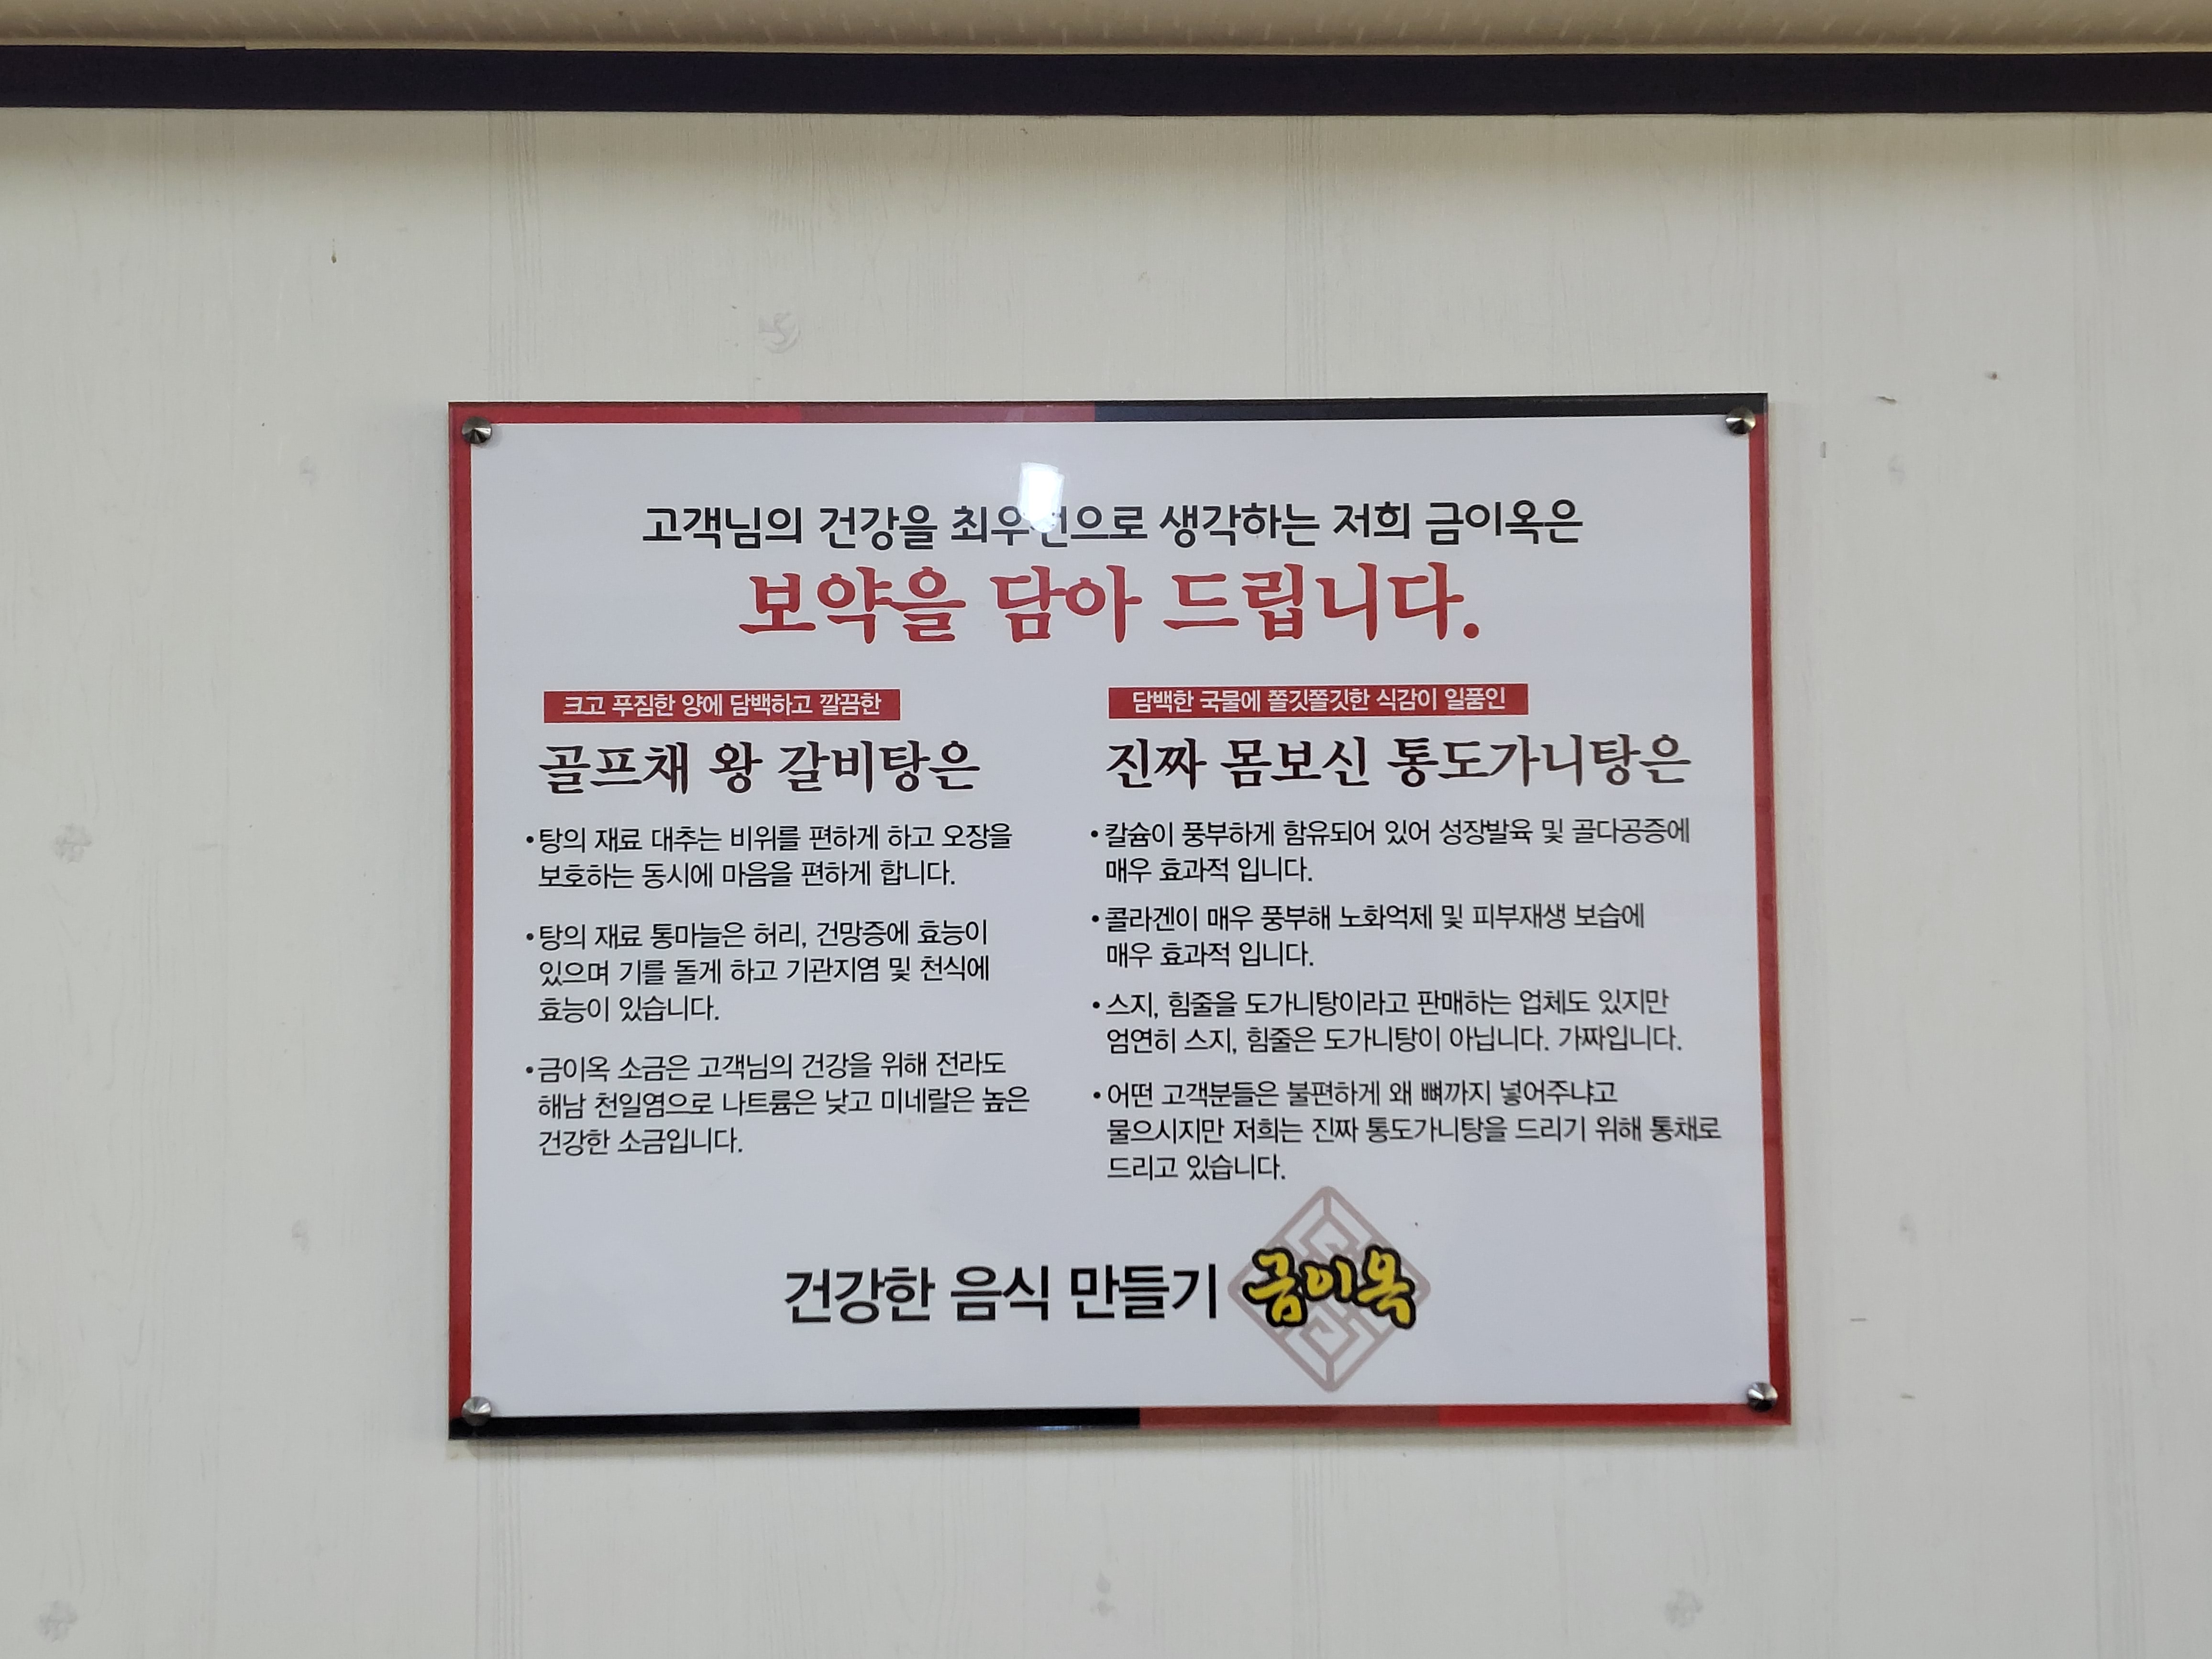 고객님의 건강을 최우선으로 생각하는 저희 금이옥은
보약을 담아 드립니다.
크고 푸짐한 양에 담백하고 깔끔한
골프채 왕 갈비탕은
•탕의 재료 대추는 비위를 편하게 하고 오장을
보호하는 동시에 마음을 편하게 합니다.
•탕의 재료 통마늘은 허리, 건망증에 효능이
있으며 기를 돌게 하고 기관지염 및 천식에
효능이 있습니다.
•금이옥 소금은 고객님의 건강을 위해 전라도
해남 천일염으로 나트륨은 낮고 미네랄은 높은
건강한 소금입니다.
담백한 국물에 쫄깃쫄깃한 식감이 일품인
진짜 몸보신 통도가니탕은
•칼슘이 풍부하게 함유되어 있어 성장발육 및 골다공증에
매우 효과적 입니다.
•콜라겐이 매우 풍부해 노화억제 및 피부재생 보습에
매우 효과적 입니다.
•스지, 힘줄을 도가니탕이라고 판매하는 업체도 있지만
엄연히 스지, 힘줄은 도가니탕이 아닙니다. 가짜입니다.
•어떤 고객분들은 불편하게 왜 뼈까지 넣어주냐고
물으시지만 저희는 진짜 통도가니탕을 드리기 위해 통채로
드리고 있습니다.
건강한 음식 만들기 금이옥